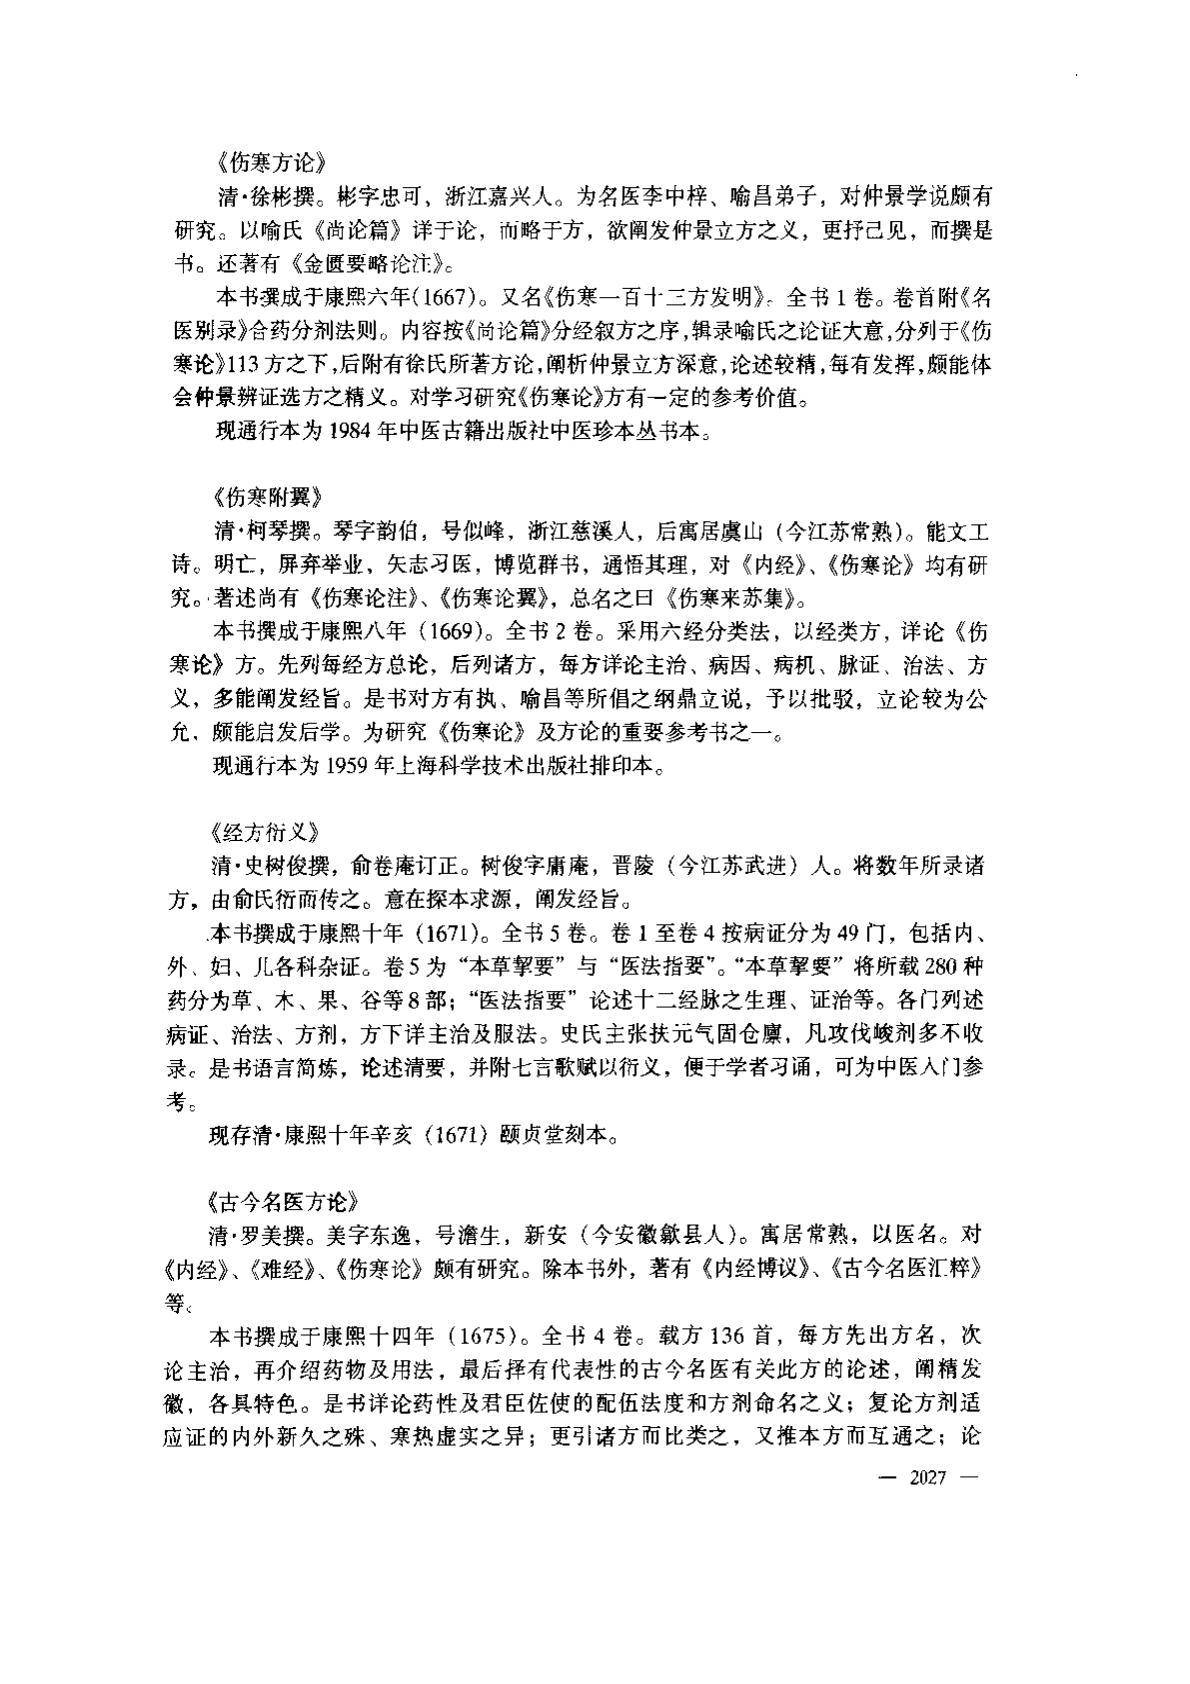 《伤寒方论》
清·徐彬撰。彬字忠可，浙江嘉兴人。为名医李中梓、喻昌弟子，对仲景学说颇有
研究。以喻氏《尚论篇》详于论，而略于方，欲阐发仲景立方之义，更抒己见，而撰是
书。还著有《金匮要略论注》。
本书撰成于康熙六年(1667)。又名《伤寒一百十三方发明》。全书1卷。卷首附《名
医别录》合药分剂法则。内容按《尚论篇》分经叙方之序,辑录喻氏之论证大意,分列于《伤
寒论》113方之下,后附有徐氏所著方论,阐析仲景立方深意,论述较精,每有发挥,颇能体
会仲景辨证选方之精义。对学习研究《伤寒论》方有一定的参考价值。
现通行本为1984年中医古籍出版社中医珍本丛书本。
《伤寒附翼》
清·柯琴撰。琴字韵伯，号似峰，浙江慈溪人，后寓居虞山（今江苏常熟）。能文工
诗。明亡，屏弃举业，矢志习医，博览群书，通悟其理，对《内经》、《伤寒论》均有研
究。著述尚有《伤寒论注》、《伤寒论翼》，总名之曰《伤寒来苏集》。
本书撰成于康熙八年（1669）。全书2卷。采用六经分类法，以经类方，详论《伤
寒论》方。先列每经方总论，后列诸方，每方详论主治、病因、病机、脉证、治法、方
义，多能阐发经旨。是书对方有执、喻昌等所倡之纲鼎立说，予以批驳，立论较为公
允，颇能启发后学。为研究《伤寒论》及方论的重要参考书之一。
现通行本为1959年上海科学技术出版社排印本。
《经方衍义》
清·史树俊撰，俞卷庵订正。树俊字庸庵，晋陵（今江苏武进）人。将数年所录诸
方，由俞氏衍而传之。意在探本求源，阐发经旨。
本书撰成于康熙十年（1671）。全书5卷。卷1至卷4按病证分为49门，包括内、
外、妇、儿各科杂证。卷5为“本草挈要”与“医法指要”。“本草挈要”将所载280种
药分为草、木、果、谷等8部；“医法指要”论述十二经脉之生理、证治等。各门列述
病证、治法、方剂，方下详主治及服法。史氏主张扶元气固仓廪，凡攻伐峻剂多不收
录。是书语言简炼，论述清要，并附七言歌赋以衍义，便于学者习诵，可为中医入门参
考。
现存清·康熙十年辛亥（1671）颐贞堂刻本。
《古今名医方论》
清·罗美撰。美字东逸，号澹生，新安（今安徽歙县人）。寓居常熟，以医名。对
《内经》、《难经》、《伤寒论》颇有研究。除本书外，著有《内经博议》、《古今名医汇粹》
等。
本书撰成于康熙十四年（1675）。全书4卷。载方136首，每方先出方名，次
论主治，再介绍药物及用法，最后择有代表性的古今名医有关此方的论述，阐精发
微，各具特色。是书详论药性及君臣佐使的配伍法度和方剂命名之义；复论方剂适
应证的内外新久之殊、寒热虚实之异；更引诸方而比类之，又推本方而互通之；论
— 2027 —